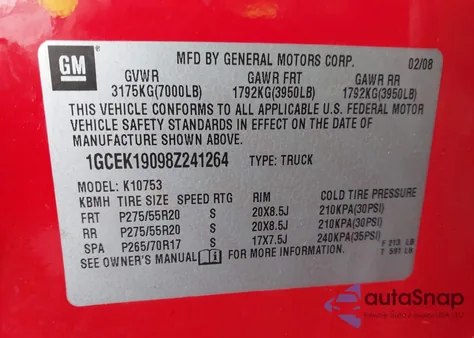 GM
MFD BY GENERAL MOTORS CORP. 02/08
GVWR GAWR FRT GAWR RR
3175KG(7000LB) 1792KG(3950LB) 1792KG(3950LB)
THIS VEHICLE CONFORMS TO ALL APPLICABLE U.S. FEDERAL MOTOR
VEHICLE SAFETY STANDARDS IN EFFECT ON THE DATE OF
MANUFACTURE SHOWN ABOVE.
1GCEK19098Z241264 TYPE: TRUCK
MODEL: K10753
KBMH TIRE SIZE SPEED RTG RIM COLD TIRE PRESSURE
FRT P275/55R20 S 20X8.5J 210KPA(30PSI)
RR P275/55R20 S 20X8.5J 210KPA(30PSI)
SPA P265/70R17 S 17X7.5J 240KPA(35PSI)
SEE OWNER'S MANUAL FOR MORE INFORMATION.
F 213 LB
T 551 LB
autoSnap